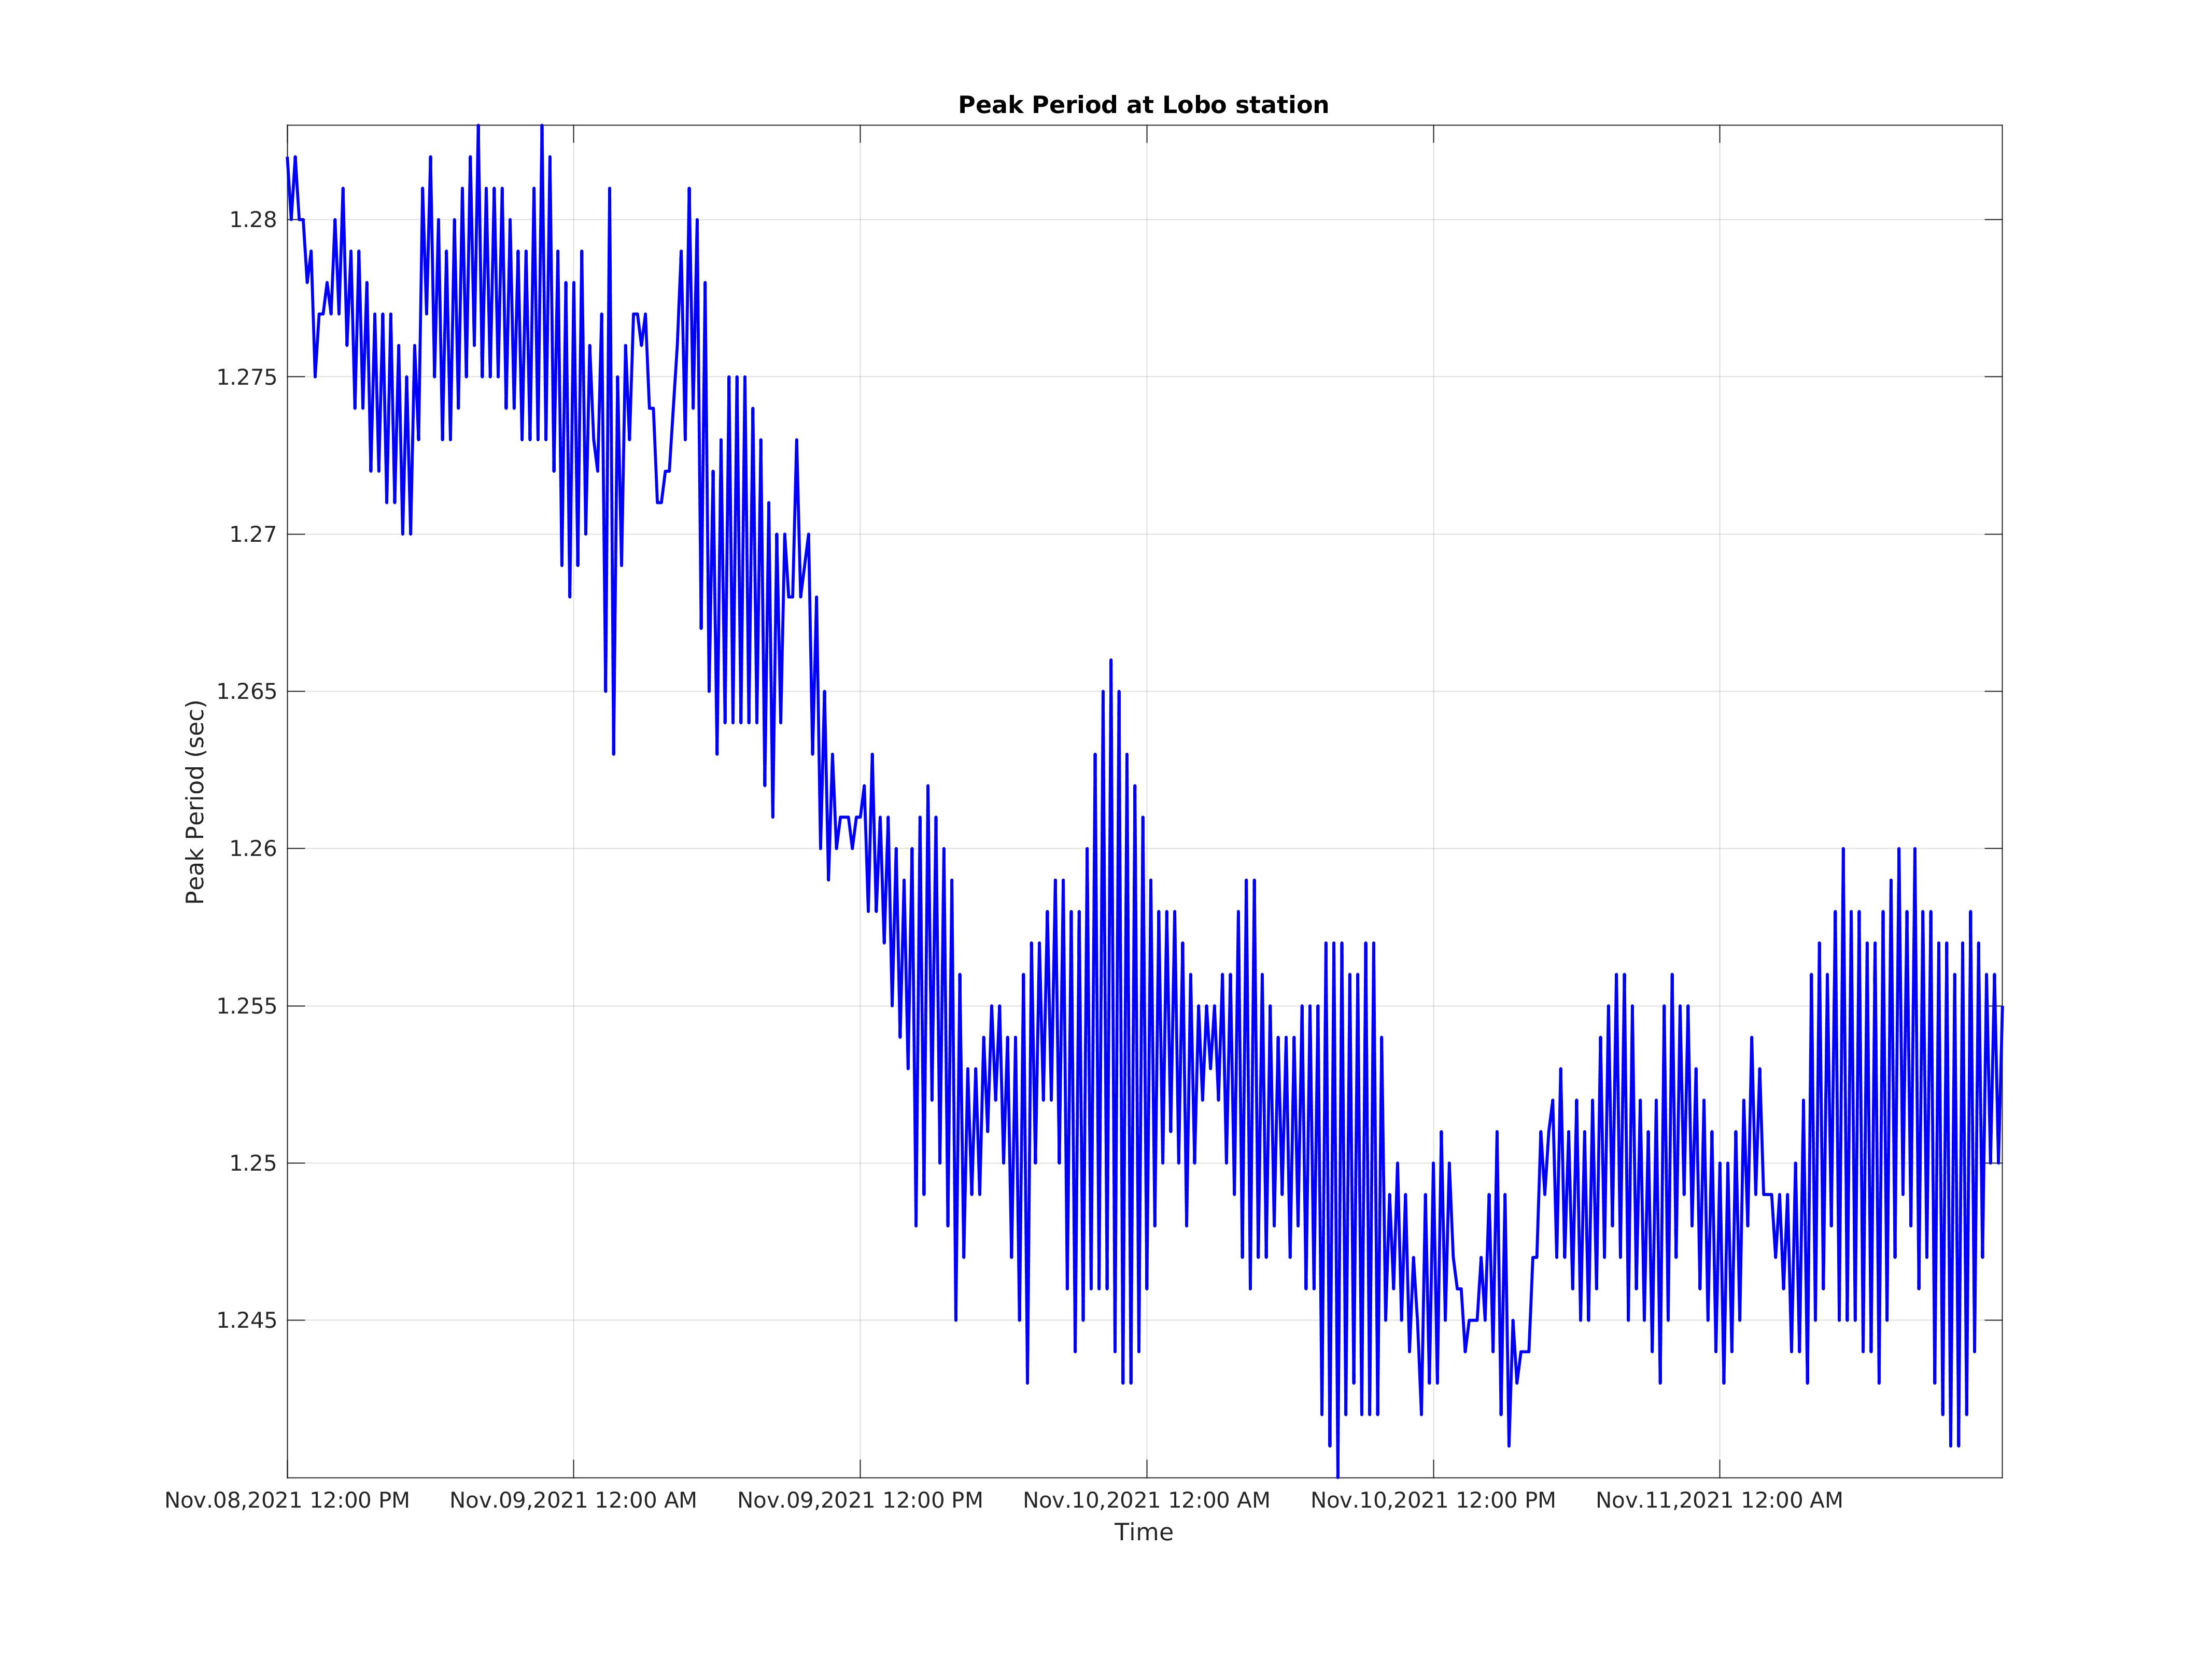 Peak Period at Lobo station
1.28
1.275
1.27
1.265
1.26
1.255
1.25
1.245
Peak Period (sec)
Nov.08,2021 12:00 PM Nov.09,2021 12:00 AM Nov.09,2021 12:00 PM Nov.10,2021 12:00 AM Nov.10,2021 12:00 PM Nov.11,2021 12:00 AM
Time